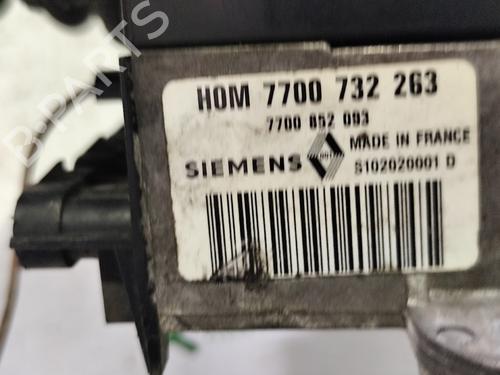 HOM 7700 732 263
7700 852 093
MADE IN FRANCE
SIEMENS
S102020001 D
B-PARTS